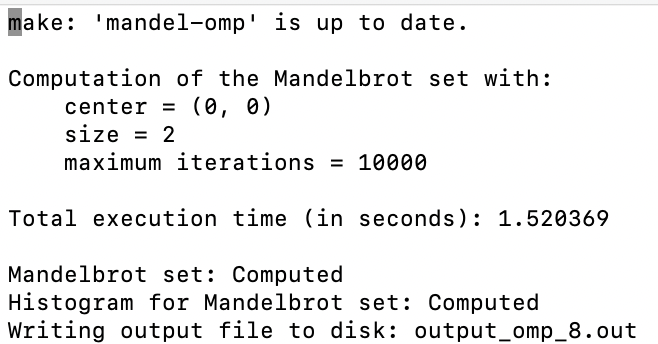 make: 'mandel-omp' is up to date.
Computation of the Mandelbrot set with:
center = (0, 0)
size = 2
maximum iterations = 10000
Total execution time (in seconds): 1.520369
Mandelbrot set: Computed
Histogram for Mandelbrot set: Computed
Writing output file to disk: output_omp_8.out